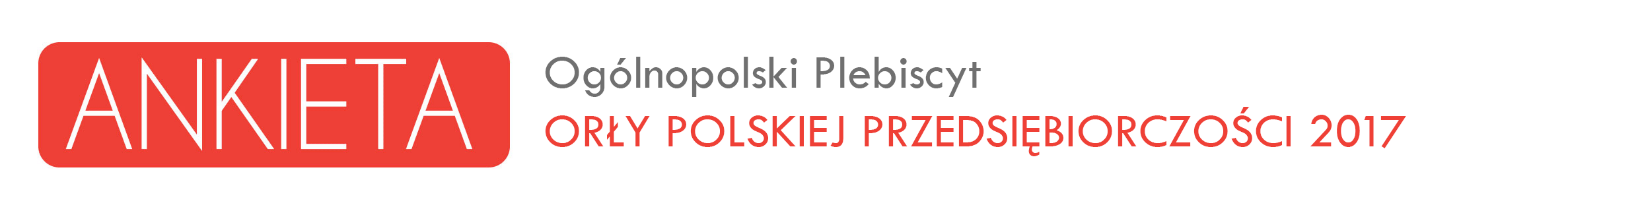 ANKIETA
Ogólnopolski Plebiscyt
ORŁY POLSKIEJ PRZEDSIĘBIORCZOŚCI 2017